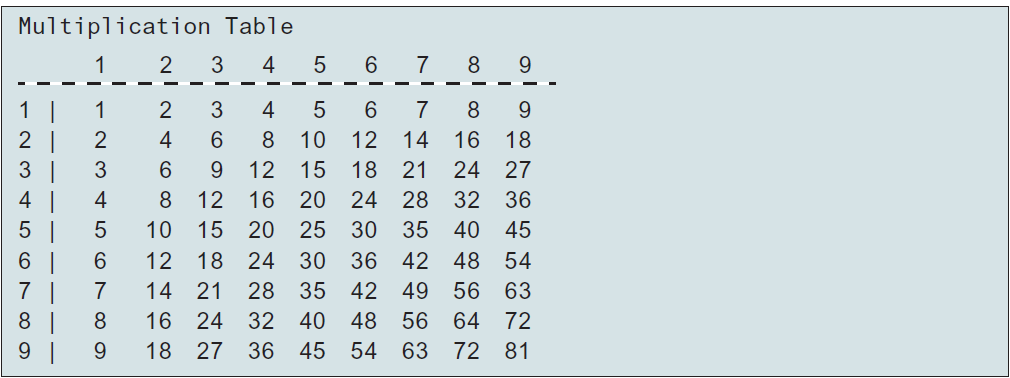 Multiplication Table
1 2 3 4 5 6 7 8 9
1 | 1 2 3 4 5 6 7 8 9
2 | 2 4 6 8 10 12 14 16 18
3 | 3 6 9 12 15 18 21 24 27
4 | 4 8 12 16 20 24 28 32 36
5 | 5 10 15 20 25 30 35 40 45
6 | 6 12 18 24 30 36 42 48 54
7 | 7 14 21 28 35 42 49 56 63
8 | 8 16 24 32 40 48 56 64 72
9 | 9 18 27 36 45 54 63 72 81